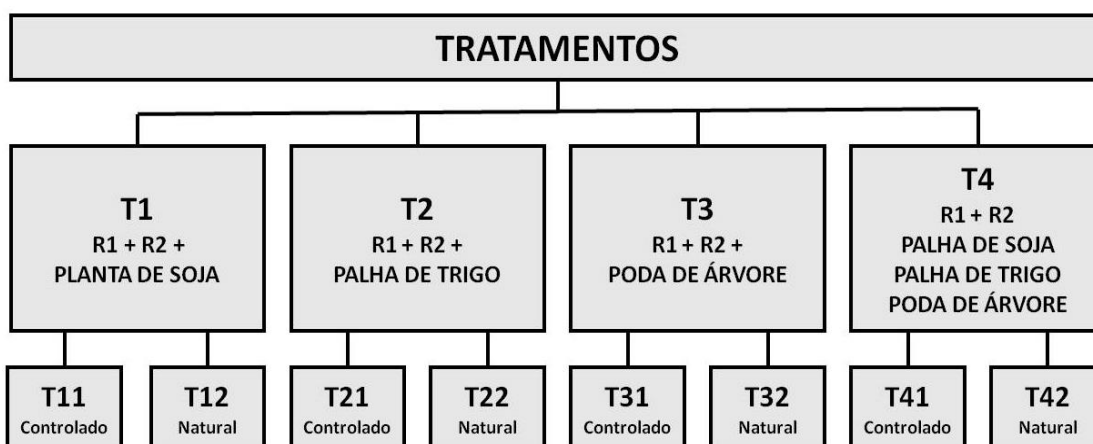 TRATAMENTOS
T1
R1 + R2 +
PLANTA DE SOJA
T2
R1 + R2 +
PALHA DE TRIGO
T3
R1 + R2 +
PODA DE ÁRVORE
T4
R1 + R2
PALHA DE SOJA
PALHA DE TRIGO
PODA DE ÁRVORE
T11
Controlado
T12
Natural
T21
Controlado
T22
Natural
T31
Controlado
T32
Natural
T41
Controlado
T42
Natural